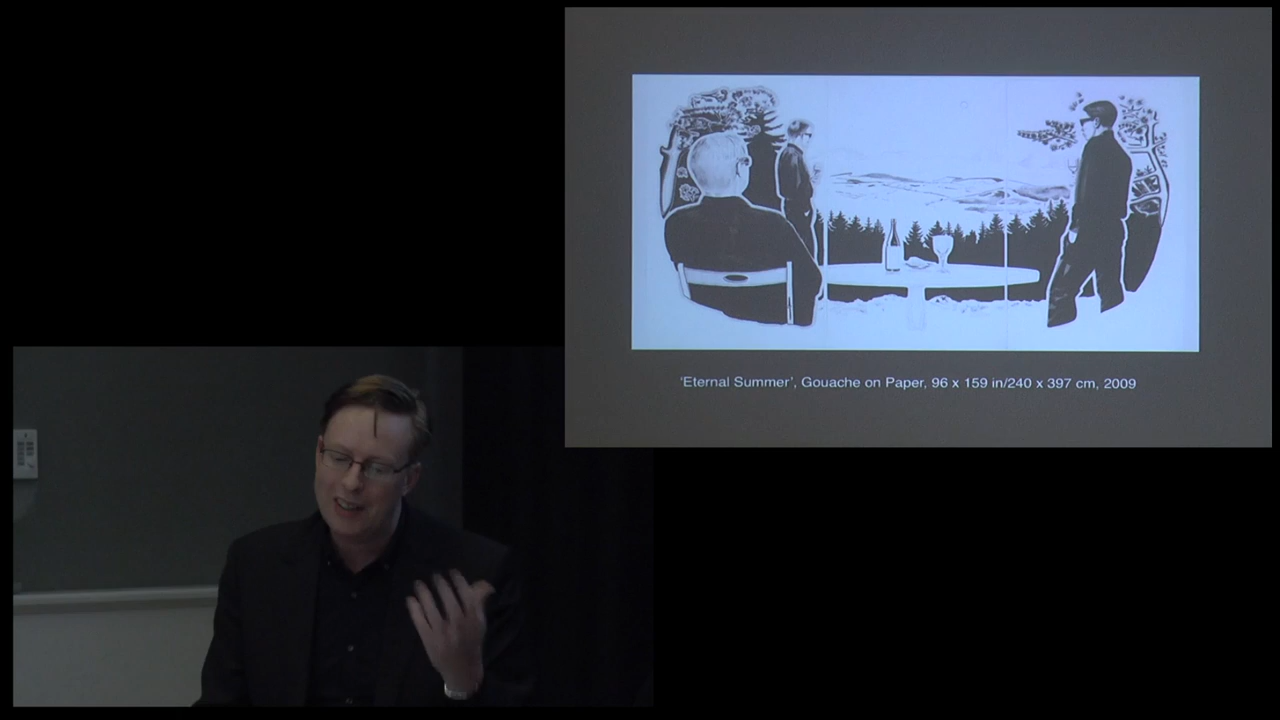 ‘Eternal Summer’, Gouache on Paper, 96 x 159 in/240 x 397 cm, 2009